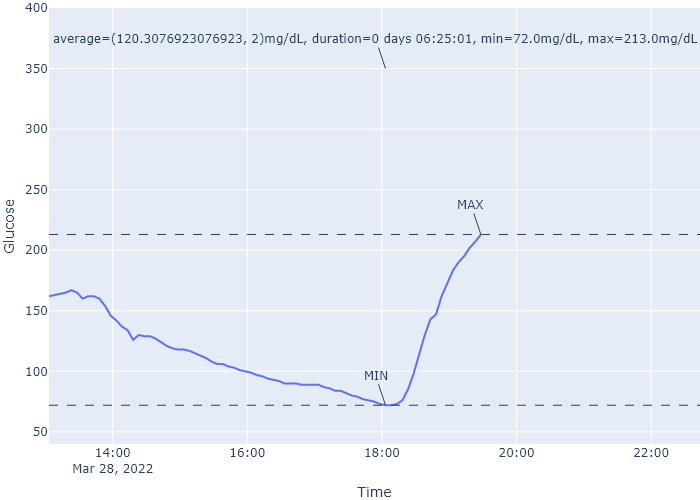 400
average=(120.3076923076923, 2)mg/dL, duration=0 days 06:25:01, min=72.0mg/dL, max=213.0mg/dL
350
300
250
MAX
Glucose
200
150
100
MIN
50
14:00 16:00 18:00 20:00 22:00
Mar 28, 2022
Time